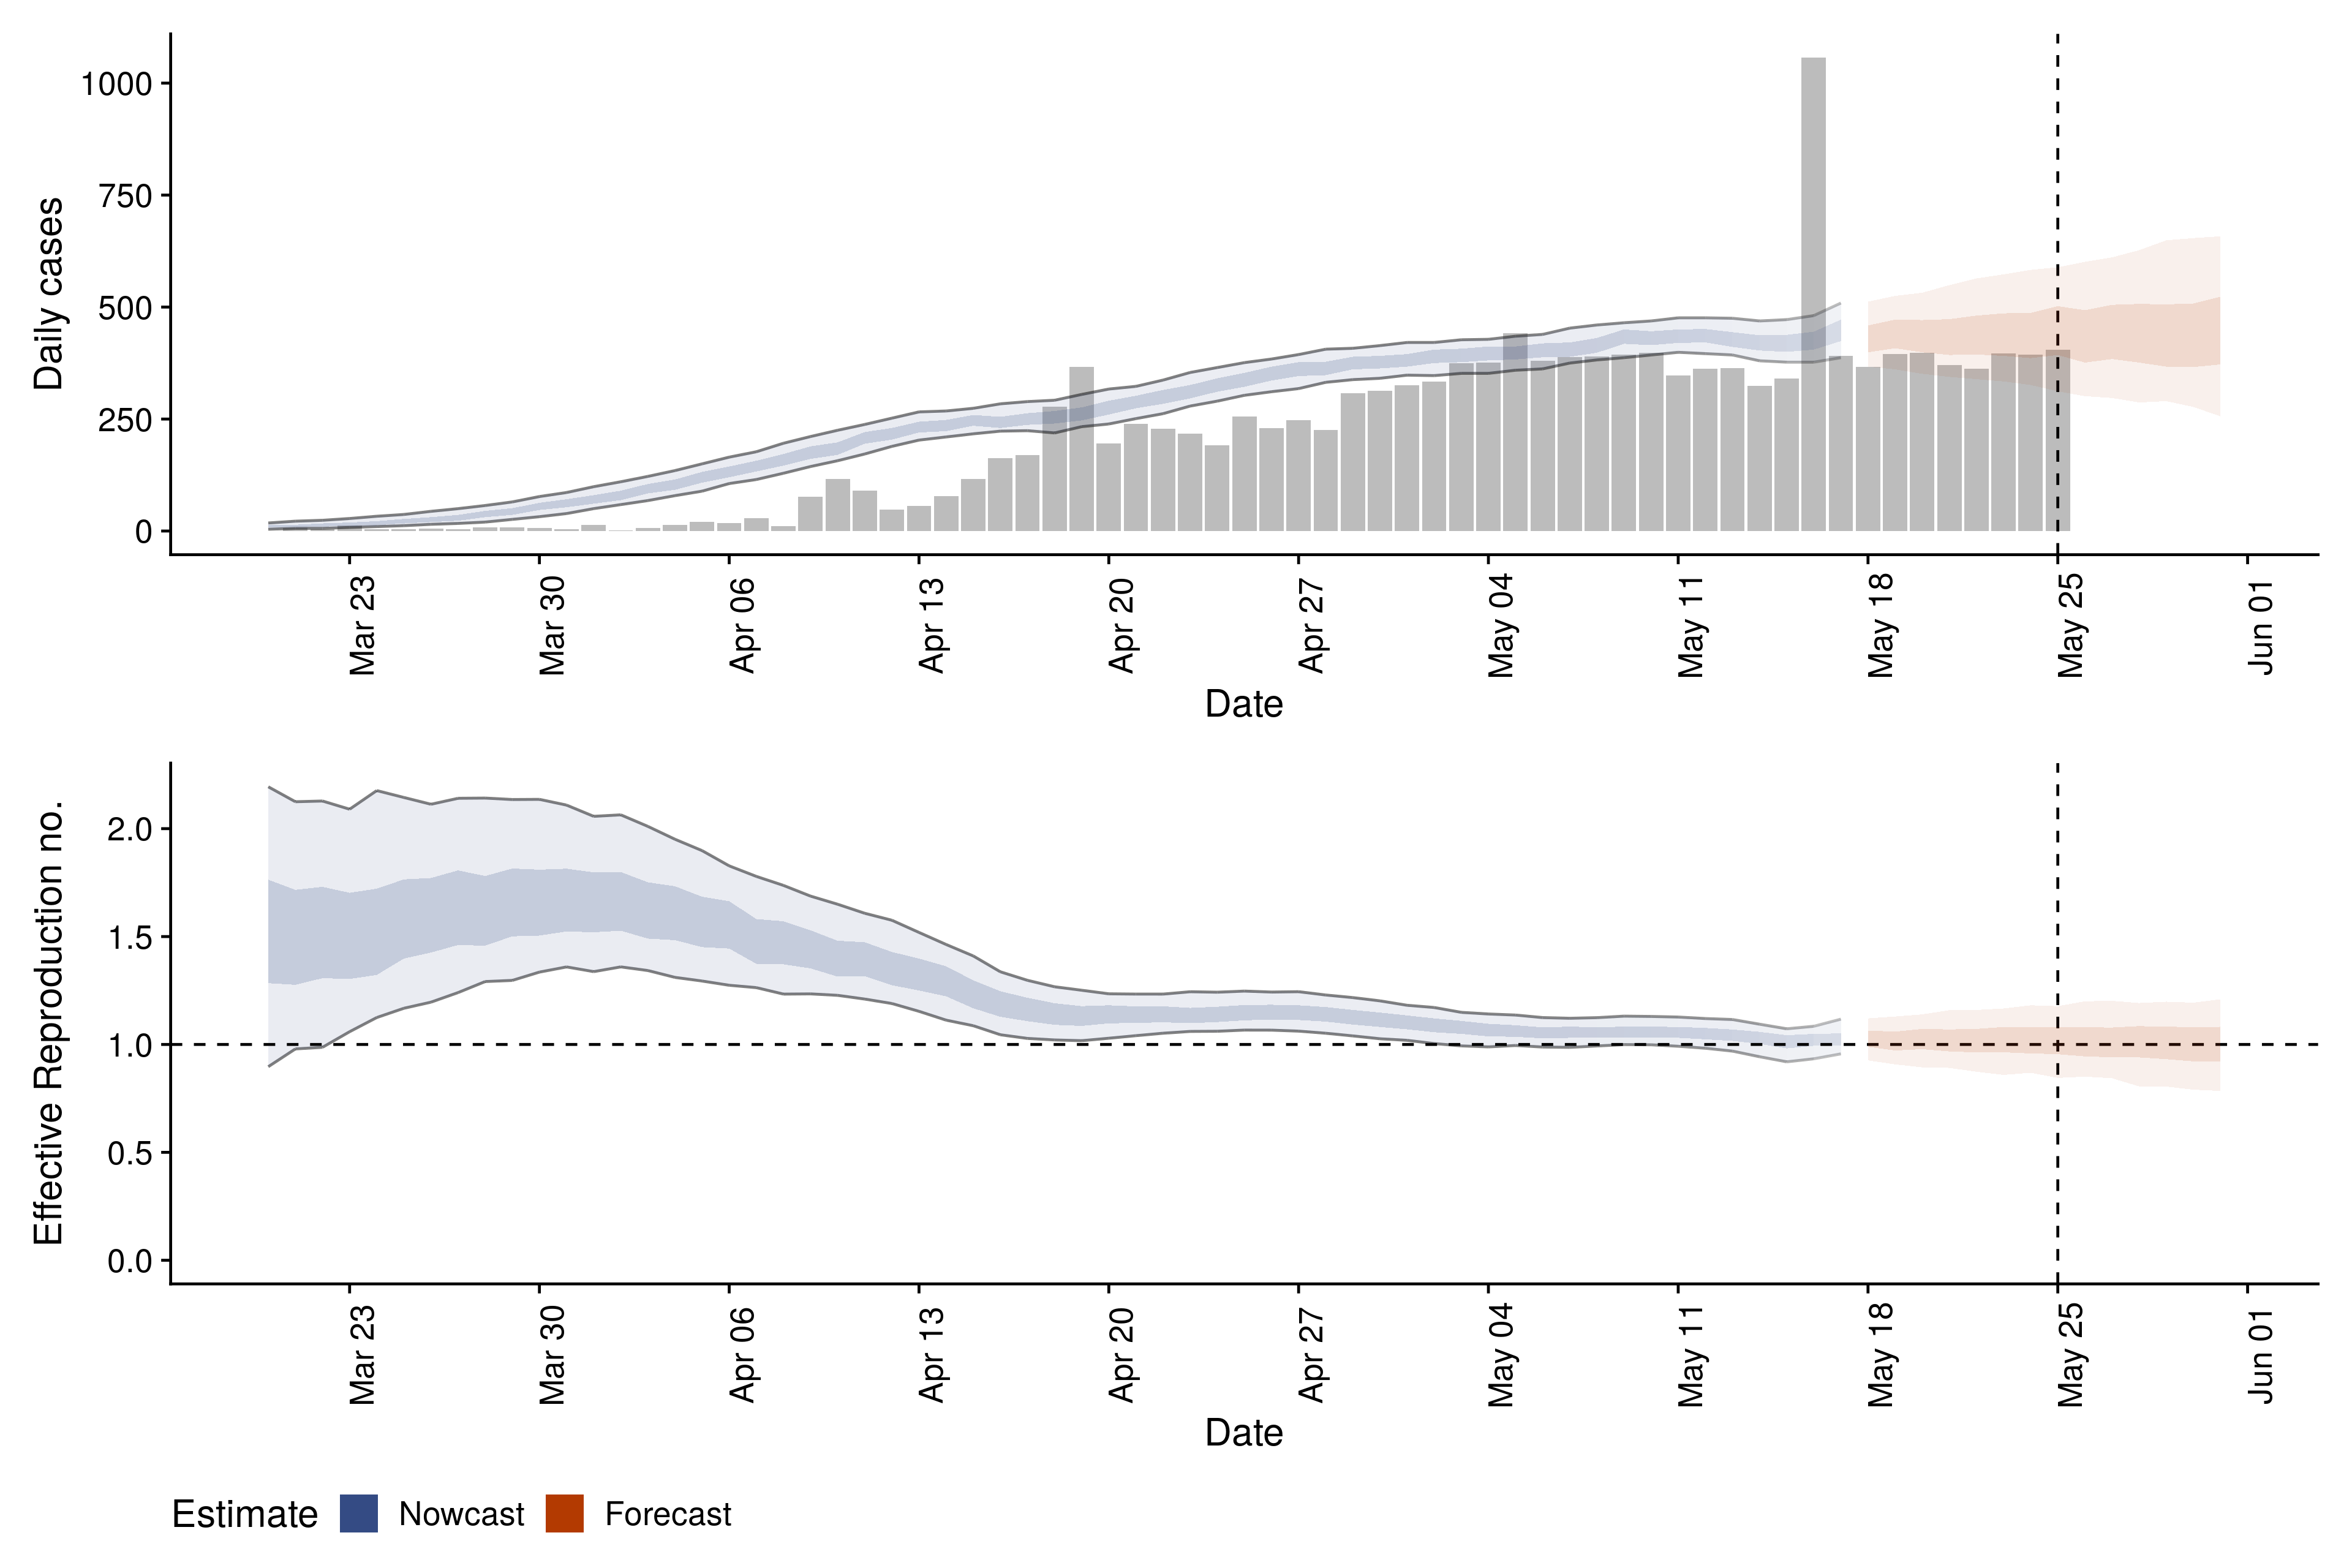 Daily cases
1000
750
500
250
0
Mar 23
Mar 30
Apr 06
Apr 13
Apr 20
Apr 27
May 04
May 11
May 18
May 25
Jun 01
Date
Effective Reproduction no.
2.0
1.5
1.0
0.5
0.0
Mar 23
Mar 30
Apr 06
Apr 13
Apr 20
Apr 27
May 04
May 11
May 18
May 25
Jun 01
Date
Estimate Nowcast Forecast